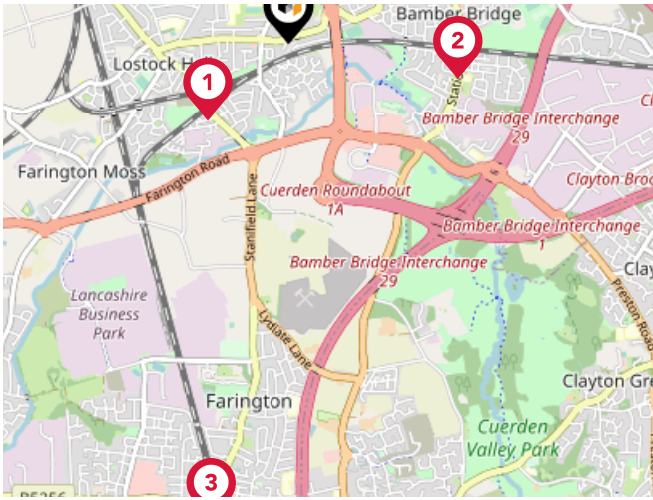 Bamber Bridge
2
Lostock H
1
Stan
Bamber Bridge Interchange
29
Farington Moss
Farington Road
Cuerden Roundabout
1A
Clayton Broo
Stanifield Lane
Bamber Bridge Interchange
1
Bamber Bridge Interchange
29
Lancashire
Business
Park
Clay
Preston Road
Lydiate Lane
Farington
Clayton Gre
Cuerden
Valley Park
3
B5256